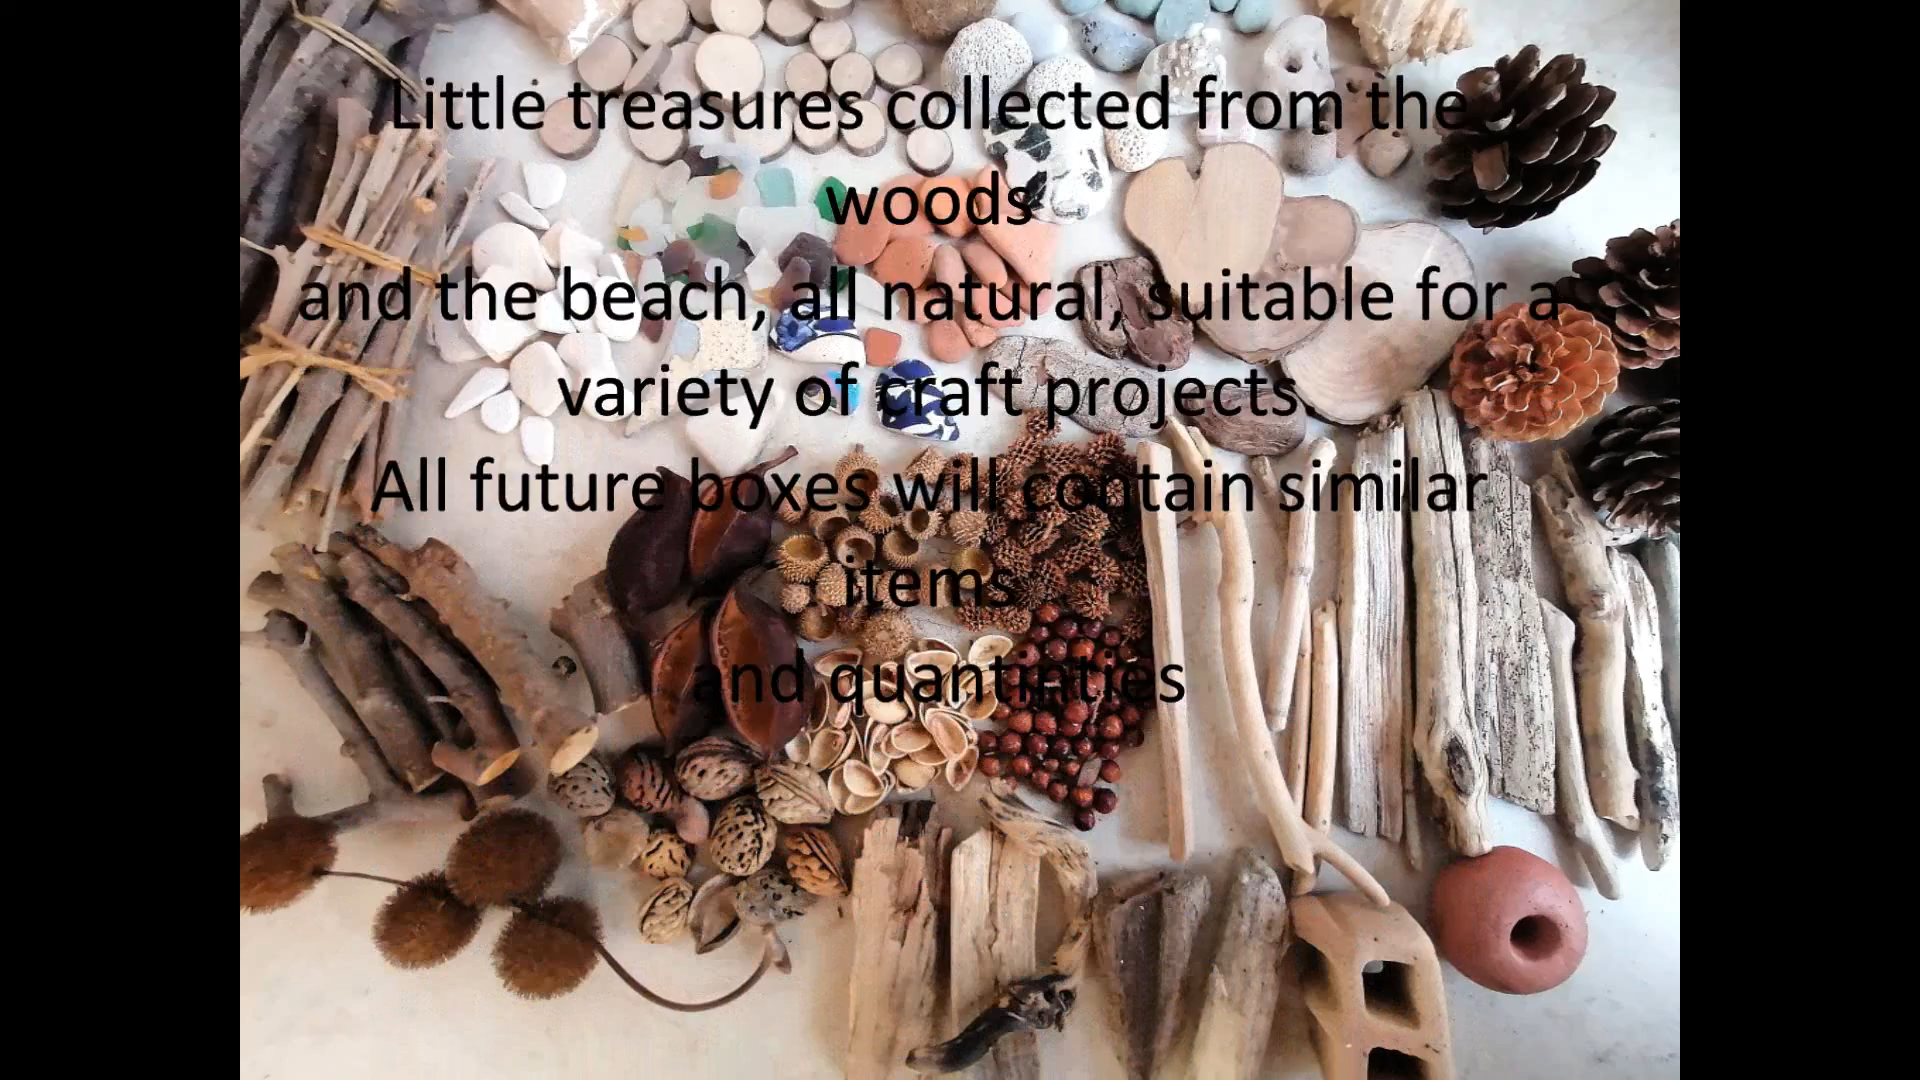 Little treasures collected from the
woods
and the beach, all natural, suitable for a
variety of craft projects.
All future boxes will contain similar
items
and quantinties